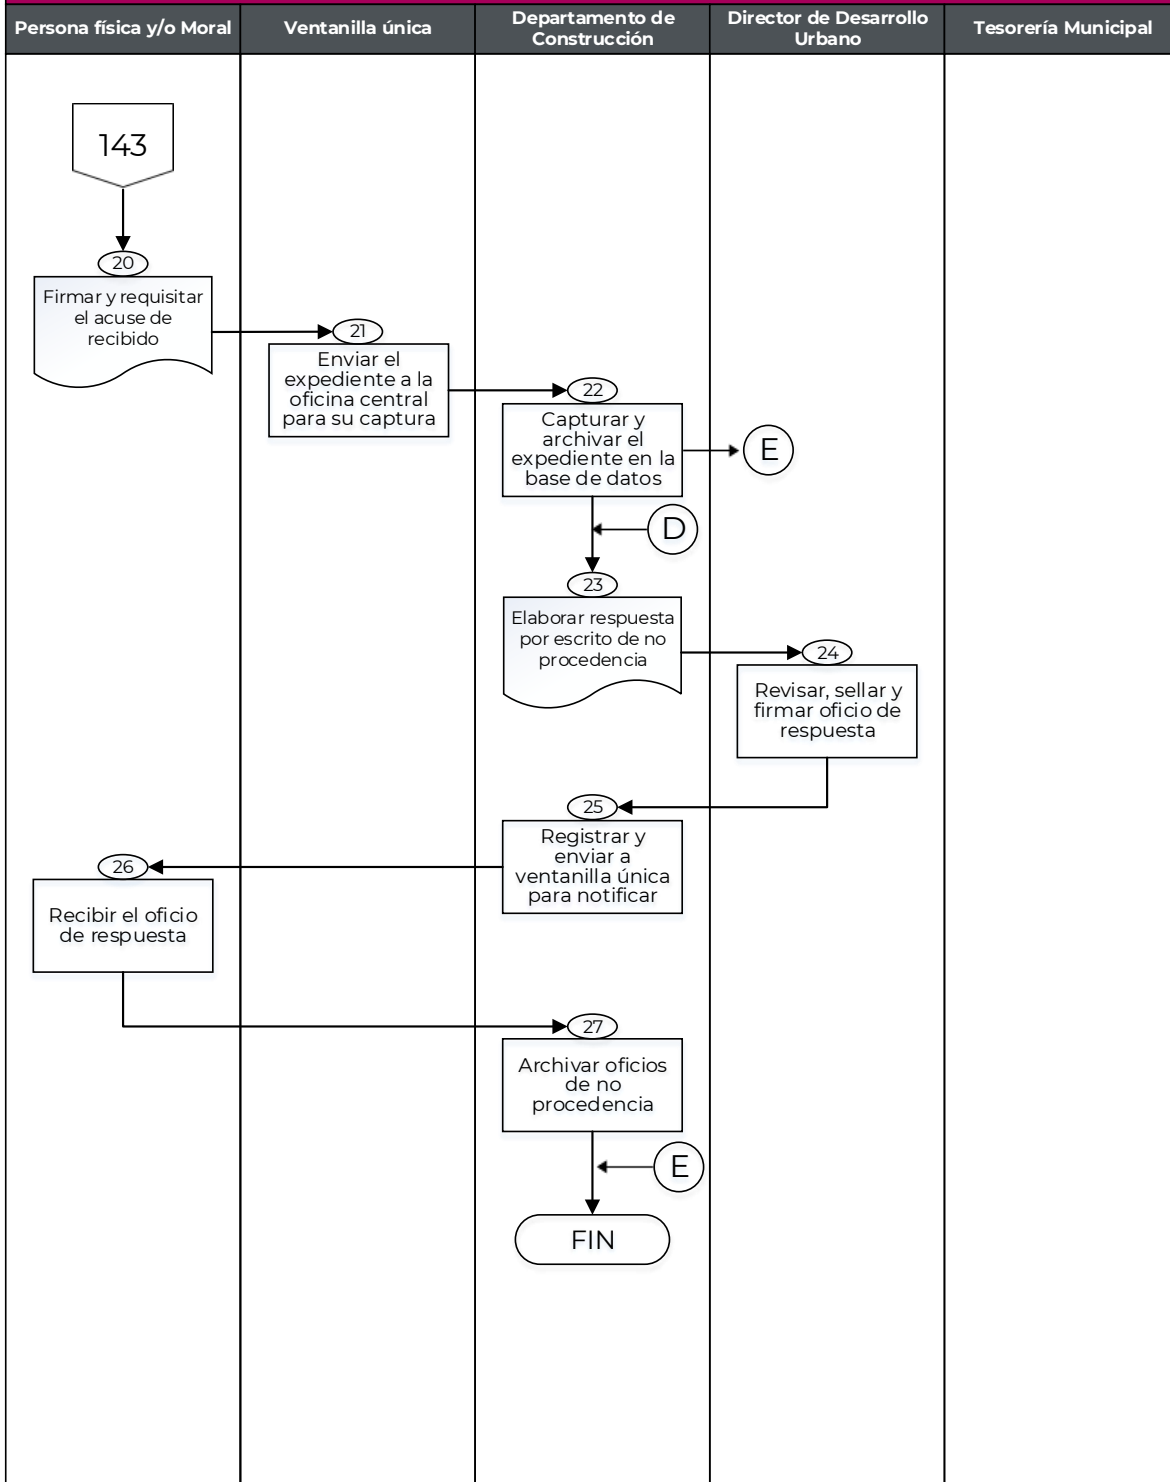 Persona física y/o Moral
Ventanilla única
Departamento de
Construcción
Director de Desarrollo
Urbano
Tesorería Municipal
143
20
Firmar y requisitar
el acuse de
recibido
21
Enviar el
expediente a la
oficina central
para su captura
22
Capturar y
archivar el
expediente en la
base de datos
E
D
23
Elaborar respuesta
por escrito de no
procedencia
24
Revisar, sellar y
firmar oficio de
respuesta
25
Registrar y
enviar a
ventanilla única
para notificar
26
Recibir el oficio
de respuesta
27
Archivar oficios
de no
procedencia
E
FIN